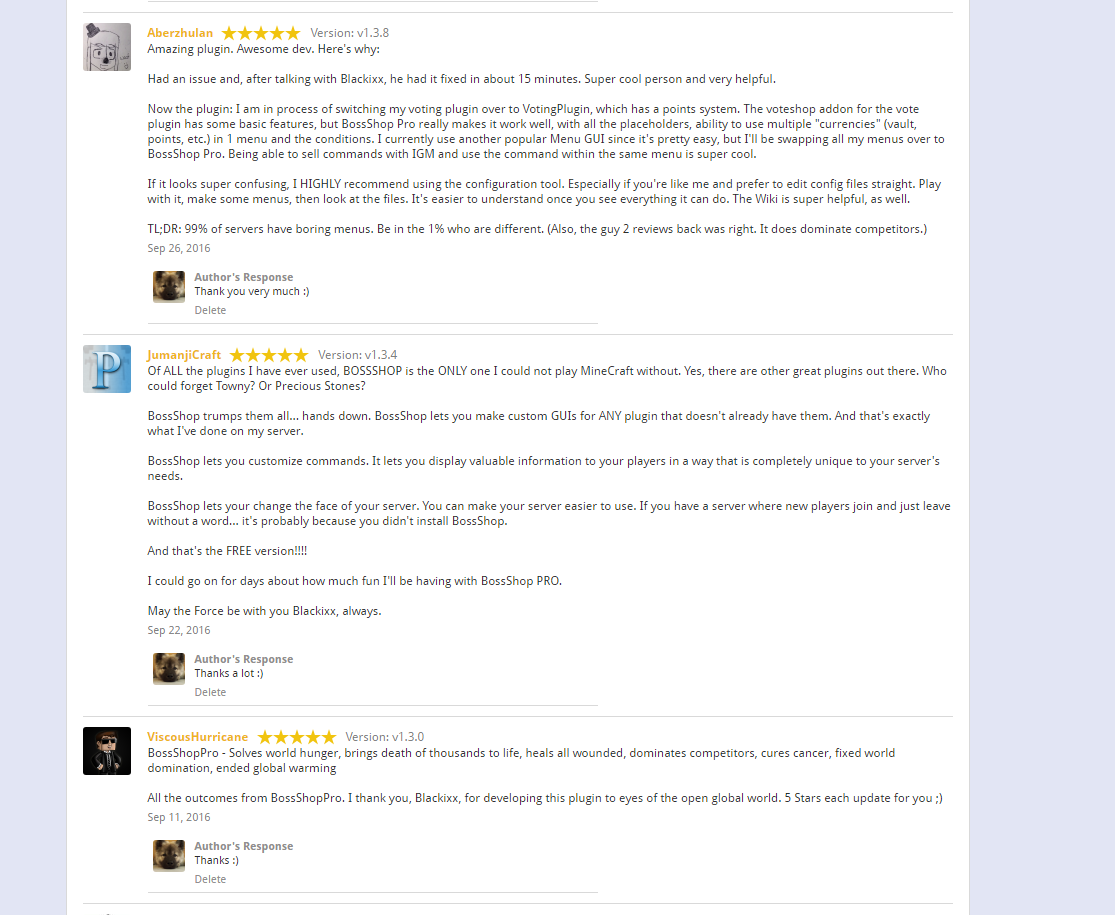 Aberzhulan ★★★★★ Version: v1.3.8
Amazing plugin. Awesome dev. Here's why:
Had an issue and, after talking with Blackixx, he had it fixed in about 15 minutes. Super cool person and very helpful.
Now the plugin: I am in process of switching my voting plugin over to VotingPlugin, which has a points system. The voteshop addon for the vote
plugin has some basic features, but BossShop Pro really makes it work well, with all the placeholders, ability to use multiple "currencies" (vault,
points, etc.) in 1 menu and the conditions. I currently use another popular Menu GUI since it's pretty easy, but I'll be swapping all my menus over to
BossShop Pro. Being able to sell commands with IGM and use the command within the same menu is super cool.
If it looks super confusing, I HIGHLY recommend using the configuration tool. Especially if you're like me and prefer to edit config files straight. Play
with it, make some menus, then look at the files. It's easier to understand once you see everything it can do. The Wiki is super helpful, as well.
TL;DR: 99% of servers have boring menus. Be in the 1% who are different. (Also, the guy 2 reviews back was right. It does dominate competitors.)
Sep 26, 2016
Author's Response
Thank you very much :)
Delete
P
JumanjiCraft ★★★★★ Version: v1.3.4
Of ALL the plugins I have ever used, BOSSSHOP is the ONLY one I could not play MineCraft without. Yes, there are other great plugins out there. Who
could forget Towny? Or Precious Stones?
BossShop trumps them all... hands down. BossShop lets you make custom GUIs for ANY plugin that doesn't already have them. And that's exactly
what I've done on my server.
BossShop lets you customize commands. It lets you display valuable information to your players in a way that is completely unique to your server's
needs.
BossShop lets your change the face of your server. You can make your server easier to use. If you have a server where new players join and just leave
without a word... it's probably because you didn't install BossShop.
And that's the FREE version!!!!
I could go on for days about how much fun I'll be having with BossShop PRO.
May the Force be with you Blackixx, always.
Sep 22, 2016
Author's Response
Thanks a lot :)
Delete
ViscousHurricane ★★★★★ Version: v1.3.0
BossShopPro - Solves world hunger, brings death of thousands to life, heals all wounded, dominates competitors, cures cancer, fixed world
domination, ended global warming
All the outcomes from BossShopPro. I thank you, Blackixx, for developing this plugin to eyes of the open global world. 5 Stars each update for you ;)
Sep 11, 2016
Author's Response
Thanks :)
Delete